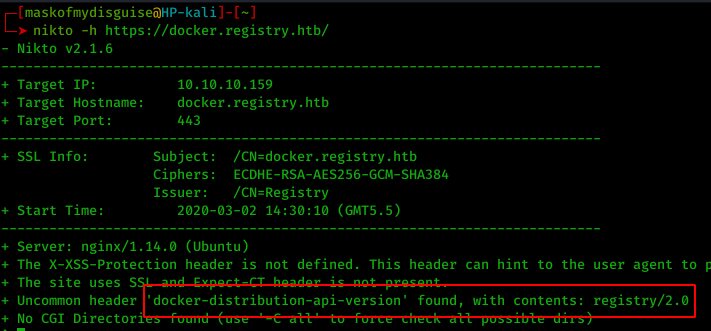 [maskofmydisguise@HP-kali]-[~]
nikto -h https://docker.registry.htb/
- Nikto v2.1.6
---------------------------------------------------------------------------
+ Target IP: 10.10.10.159
+ Target Hostname: docker.registry.htb
+ Target Port: 443
---------------------------------------------------------------------------
+ SSL Info: Subject: /CN=docker.registry.htb
Ciphers: ECDHE-RSA-AES256-GCM-SHA384
Issuer: /CN=Registry
+ Start Time: 2020-03-02 14:30:10 (GMT5.5)
---------------------------------------------------------------------------
+ Server: nginx/1.14.0 (Ubuntu)
+ The X-XSS-Protection header is not defined. This header can hint to the user agent to p
+ The site uses SSL and Expect-CT header is not present.
+ Uncommon header 'docker-distribution-api-version' found, with contents: registry/2.0
+ No CGI Directories found (use '-C all' to force check all possible dirs)